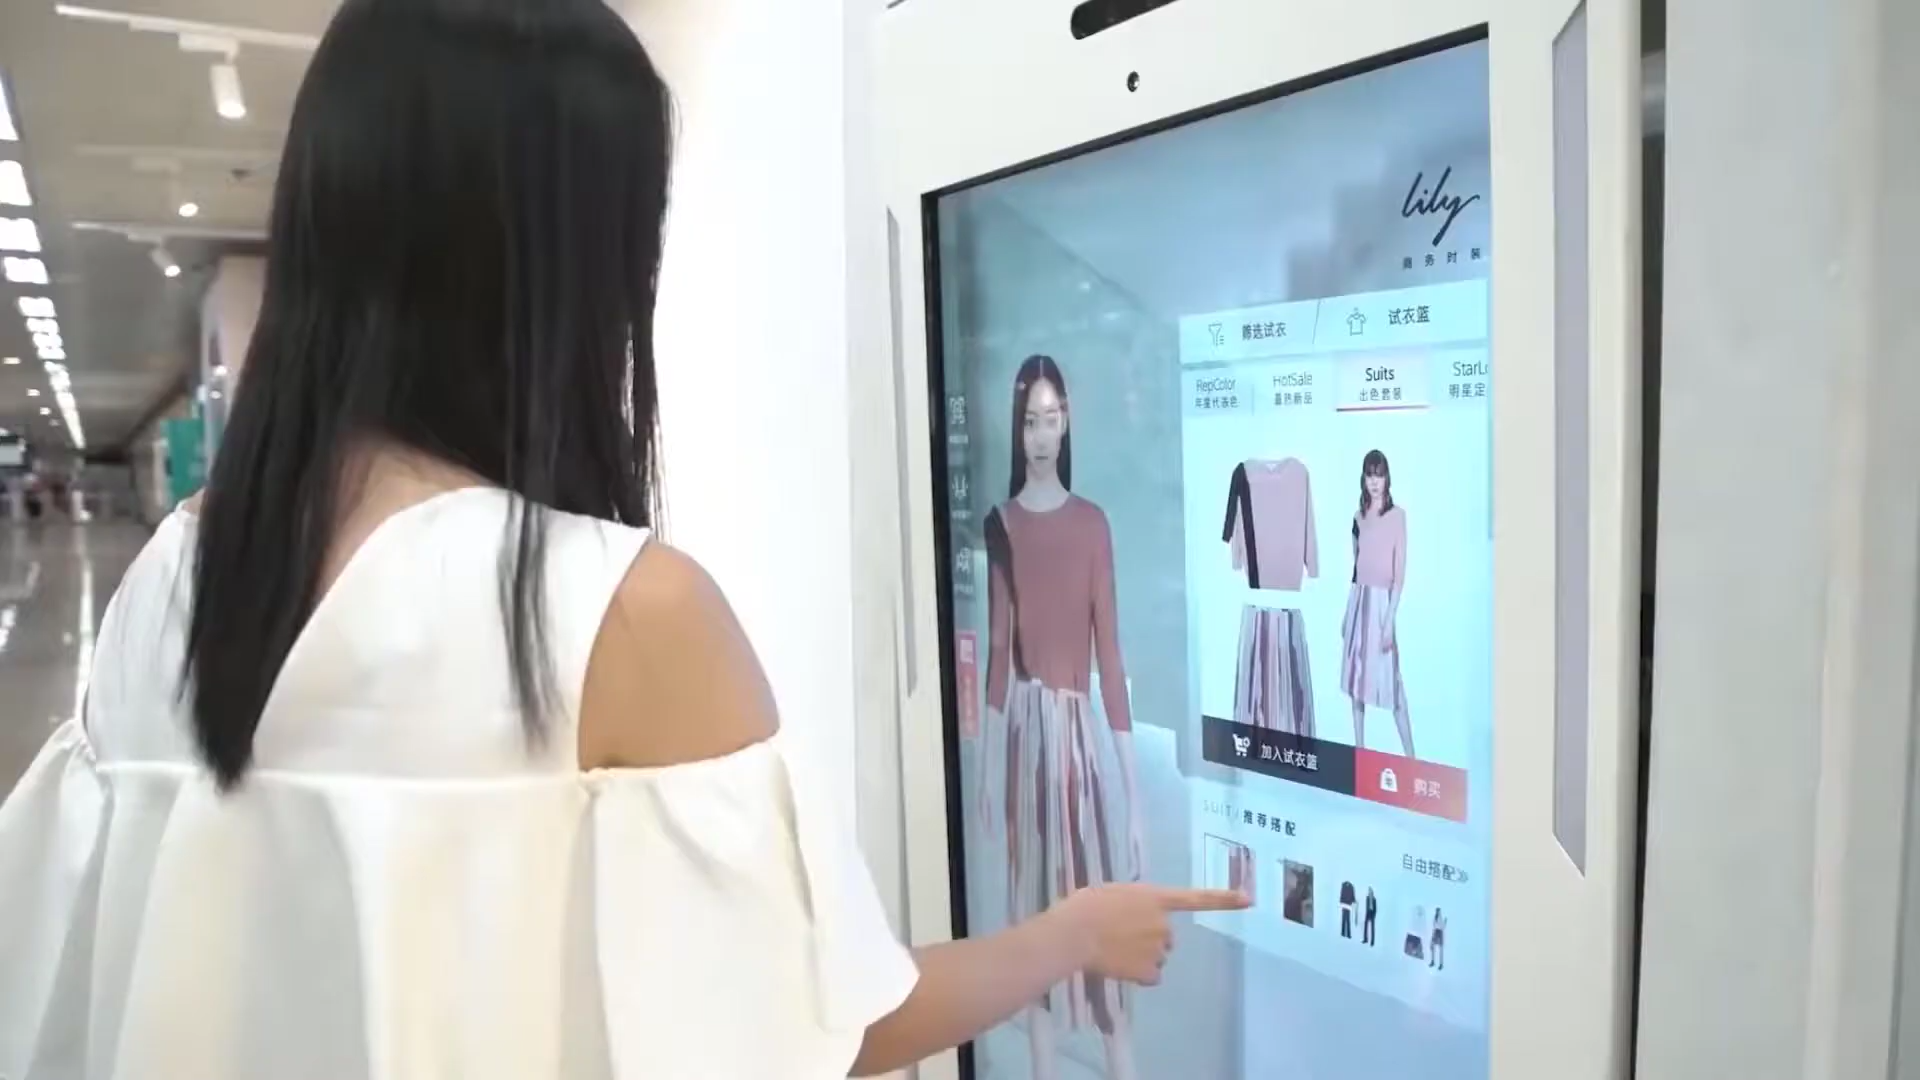 lily
商务时装
筛选试衣
试衣篮
RepColor
年度代表色
HotSale
最热新品
Suits
出色套装
StarLo
明星定
加入试衣篮
购买
SUIT/推荐搭配
自由搭配>>